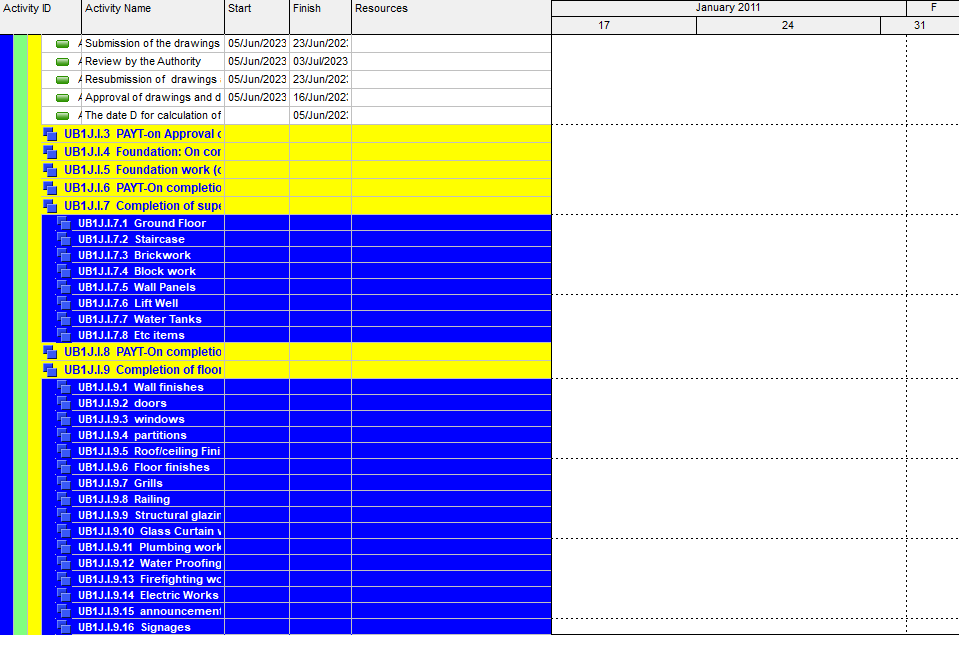 Activity ID Activity Name Start Finish Resources January 2011 F
17 24 31
Submission of the drawings 05/Jun/2023 23/Jun/202
Review by the Authority 05/Jun/2023 03/Jul/2023
Resubmission of drawings 05/Jun/2023 23/Jun/202
Approval of drawings and d 05/Jun/2023 16/Jun/202
The date D for calculation of 05/Jun/202
UB1J.I.3 PAYT-on Approval
UB1J.I.4 Foundation: On cor
UB1J.I.5 Foundation work (c
UB1J.I.6 PAYT-On completio
UB1J.I.7 Completion of supe
UB1J.I.7.1 Ground Floor
UB1J.I.7.2 Staircase
UB1J.I.7.3 Brickwork
UB1J.I.7.4 Block work
UB1J.I.7.5 Wall Panels
UB1J.I.7.6 Lift Well
UB1J.I.7.7 Water Tanks
UB1J.I.7.8 Etc items
UB1J.I.8 PAYT-On completio
UB1J.I.9 Completion of floor
UB1J.I.9.1 Wall finishes
UB1J.I.9.2 doors
UB1J.I.9.3 windows
UB1J.I.9.4 partitions
UB1J.I.9.5 Roof/ceiling Fini
UB1J.I.9.6 Floor finishes
UB1J.I.9.7 Grills
UB1J.I.9.8 Railing
UB1J.I.9.9 Structural glazin
UB1J.I.9.10 Glass Curtain
UB1J.I.9.11 Plumbing work
UB1J.I.9.12 Water Proofing
UB1J.I.9.13 Firefighting wo
UB1J.I.9.14 Electric Works
UB1J.I.9.15 announcement
UB1J.I.9.16 Signages